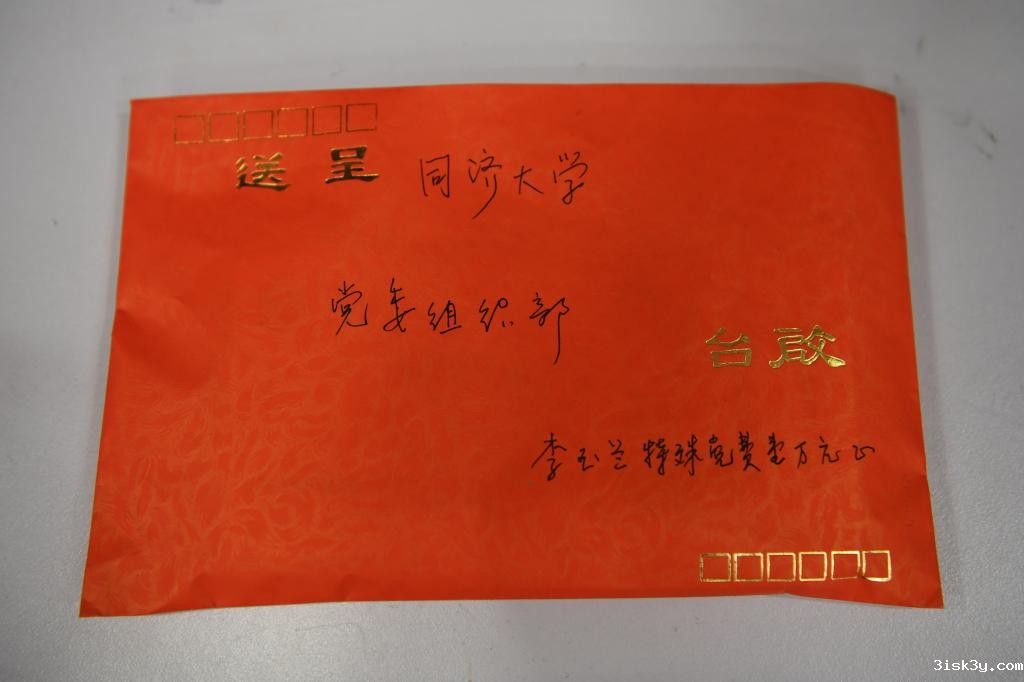 送呈 同济大学
党委组织部
台啟
李玉兰特殊党费壹万元正
3isk3y.com